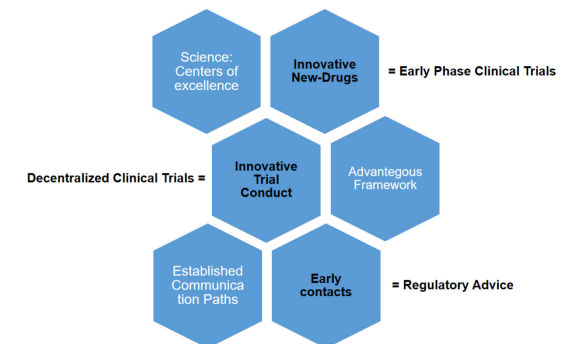 Science:
Centers of
excellence
Innovative
New-Drugs
= Early Phase Clinical Trials
Decentralized Clinical Trials =
Innovative
Trial
Conduct
Advantegous
Framework
Established
Communica
tion Paths
Early
contacts
= Regulatory Advice